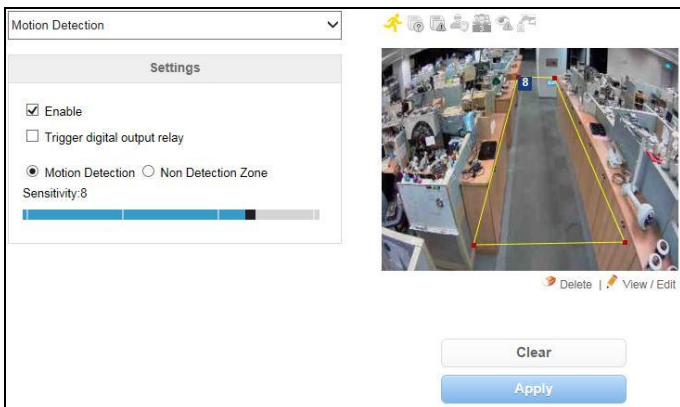 Motion Detection
Settings
Enable
Trigger digital output relay
Motion Detection Non Detection Zone
Sensitivity:8
8
Delete | View / Edit
Clear
Apply